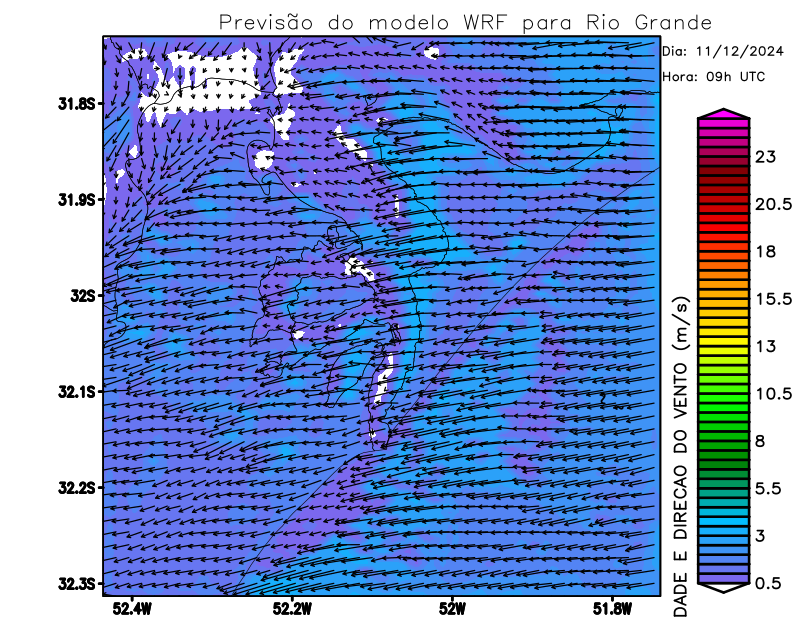 Previsão do modelo WRF para Rio Grande
Dia: 11/12/2024
Hora: 09h UTC
31.8S
31.9S
32S
32.1S
32.2S
32.3S
52.4W
52.2W
52W
51.8W
23
20.5
18
15.5
13
10.5
8
5.5
3
0.5
DADE E DIRECAO DO VENTO (m/s)